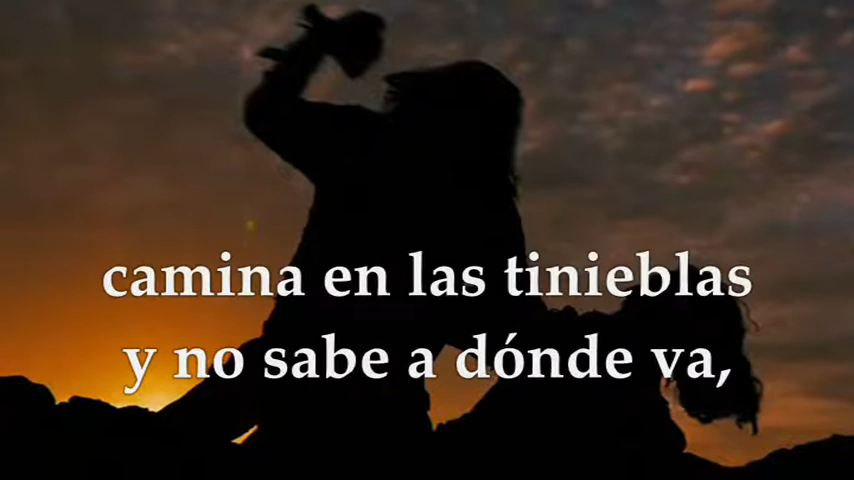 camina en las tinieblas
y no sabe a dónde va,